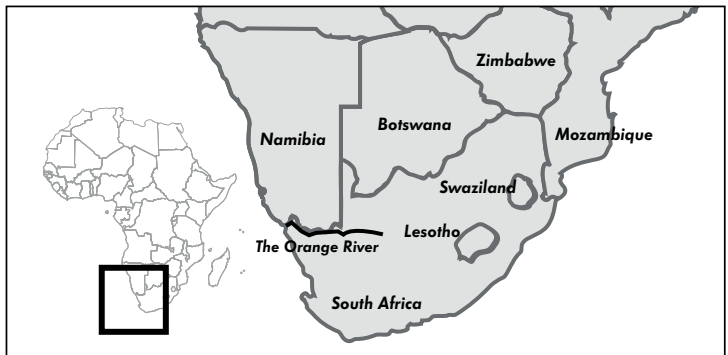 Zimbabwe
Namibia
Botswana
Mozambique
Swaziland
Lesotho
The Orange River
South Africa